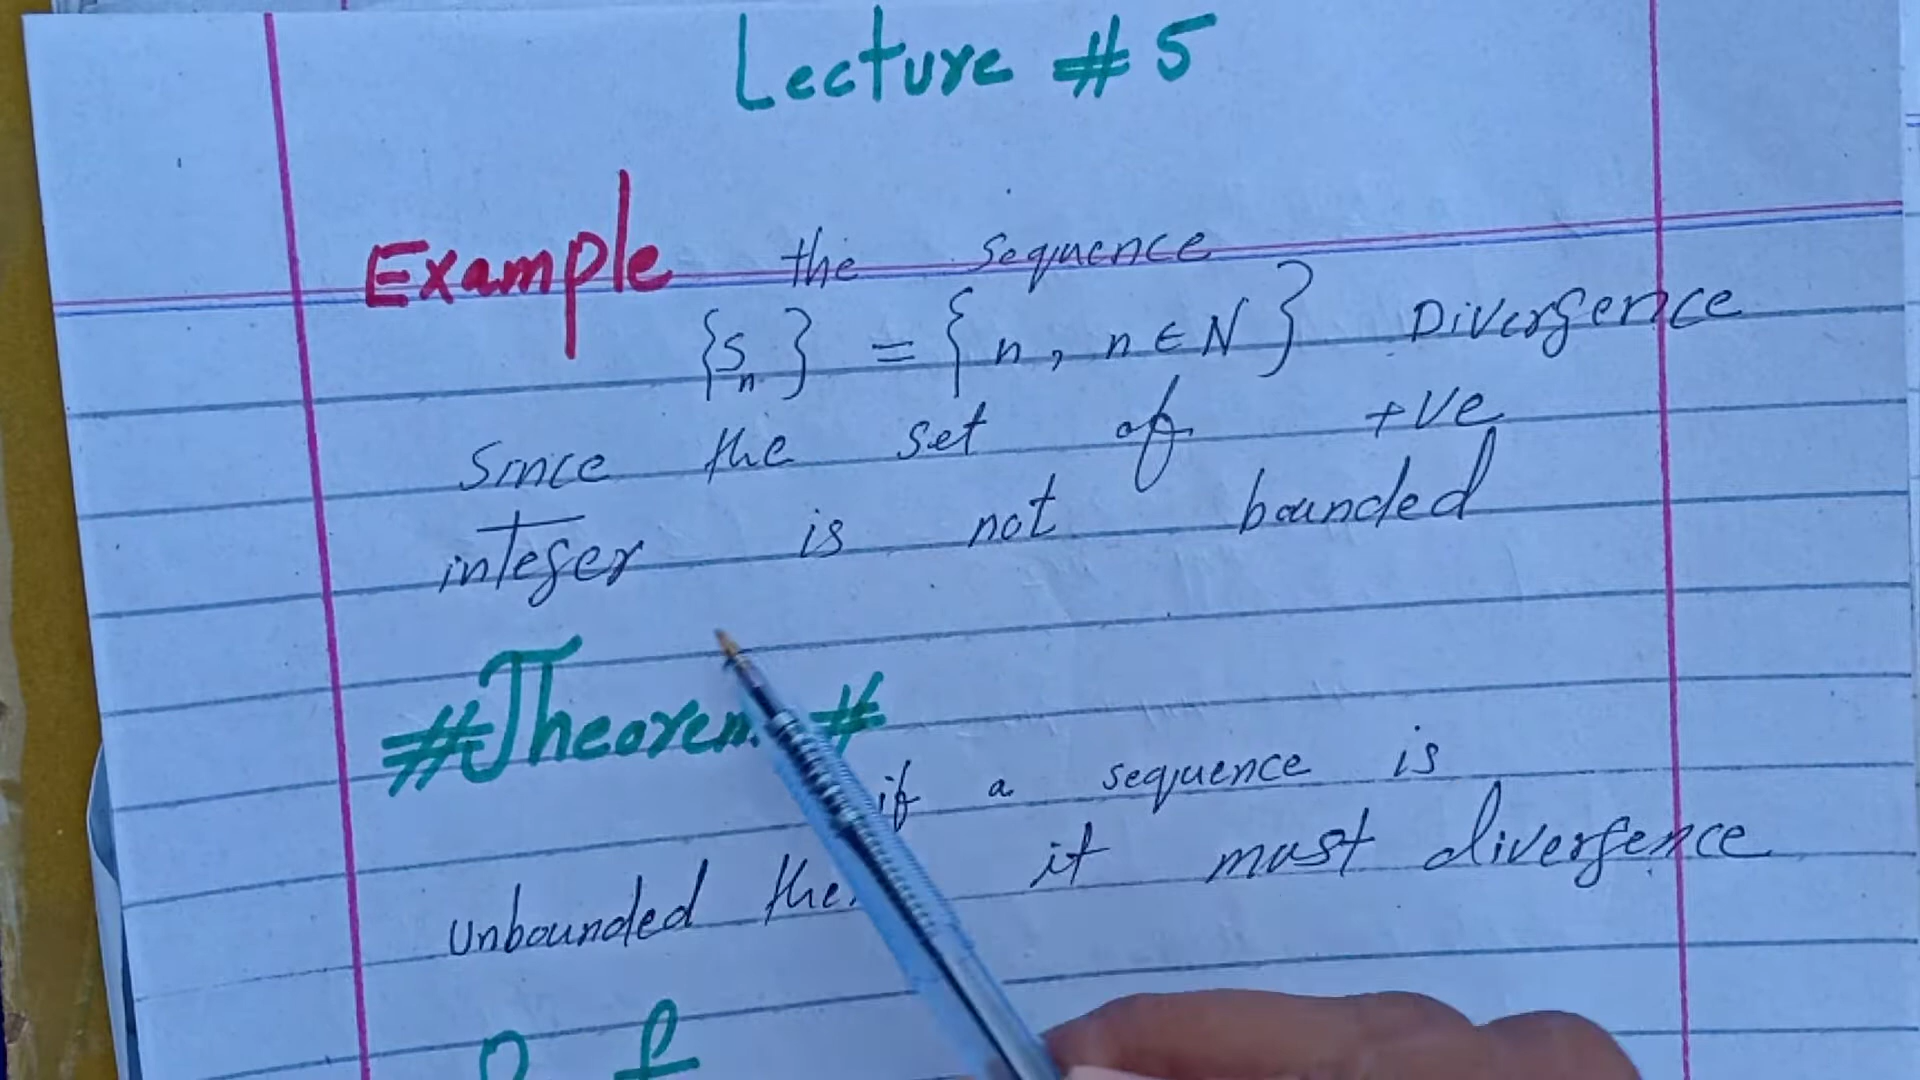 Lecture # 5
Example the sequence
{Sn} = {n, n ∈ N} Divergence
Since the set of +ve
integer is not bounded
# Theorem #
if a sequence is
unbounded the it must divergence